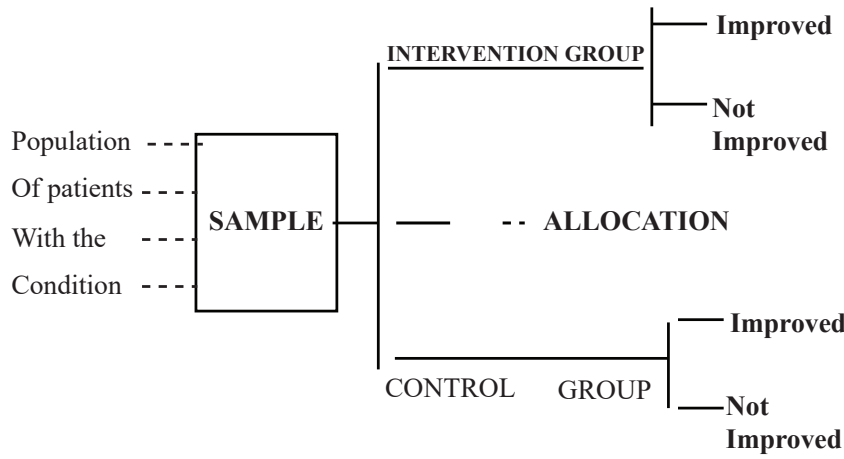 Population
Of patients
With the
Condition
SAMPLE
INTERVENTION GROUP
Improved
Not
Improved
ALLOCATION
CONTROL GROUP
Improved
Not
Improved